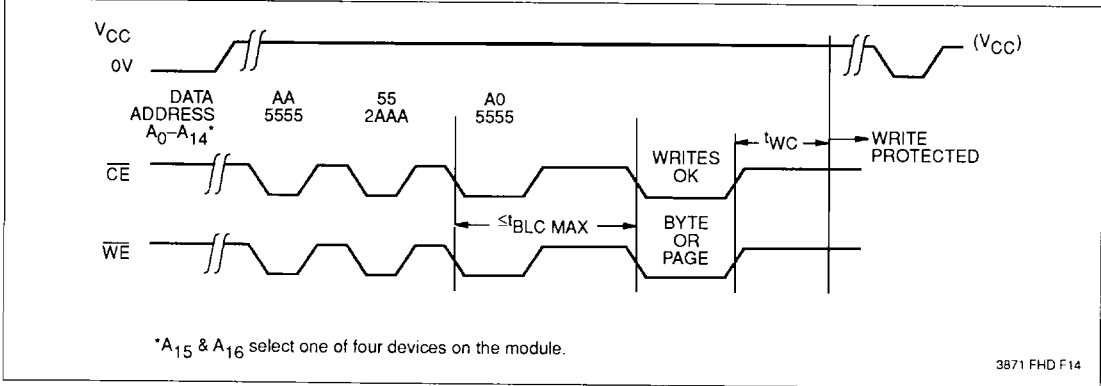 VCC
0V
(VCC)
DATA AA 55 A0
ADDRESS 5555 2AAA 5555
A0–A14*
CE
WRITES
OK
tWC
WRITE
PROTECTED
≤tBLC MAX
WE
BYTE
OR
PAGE
*A15 & A16 select one of four devices on the module.
3871 FHD F14